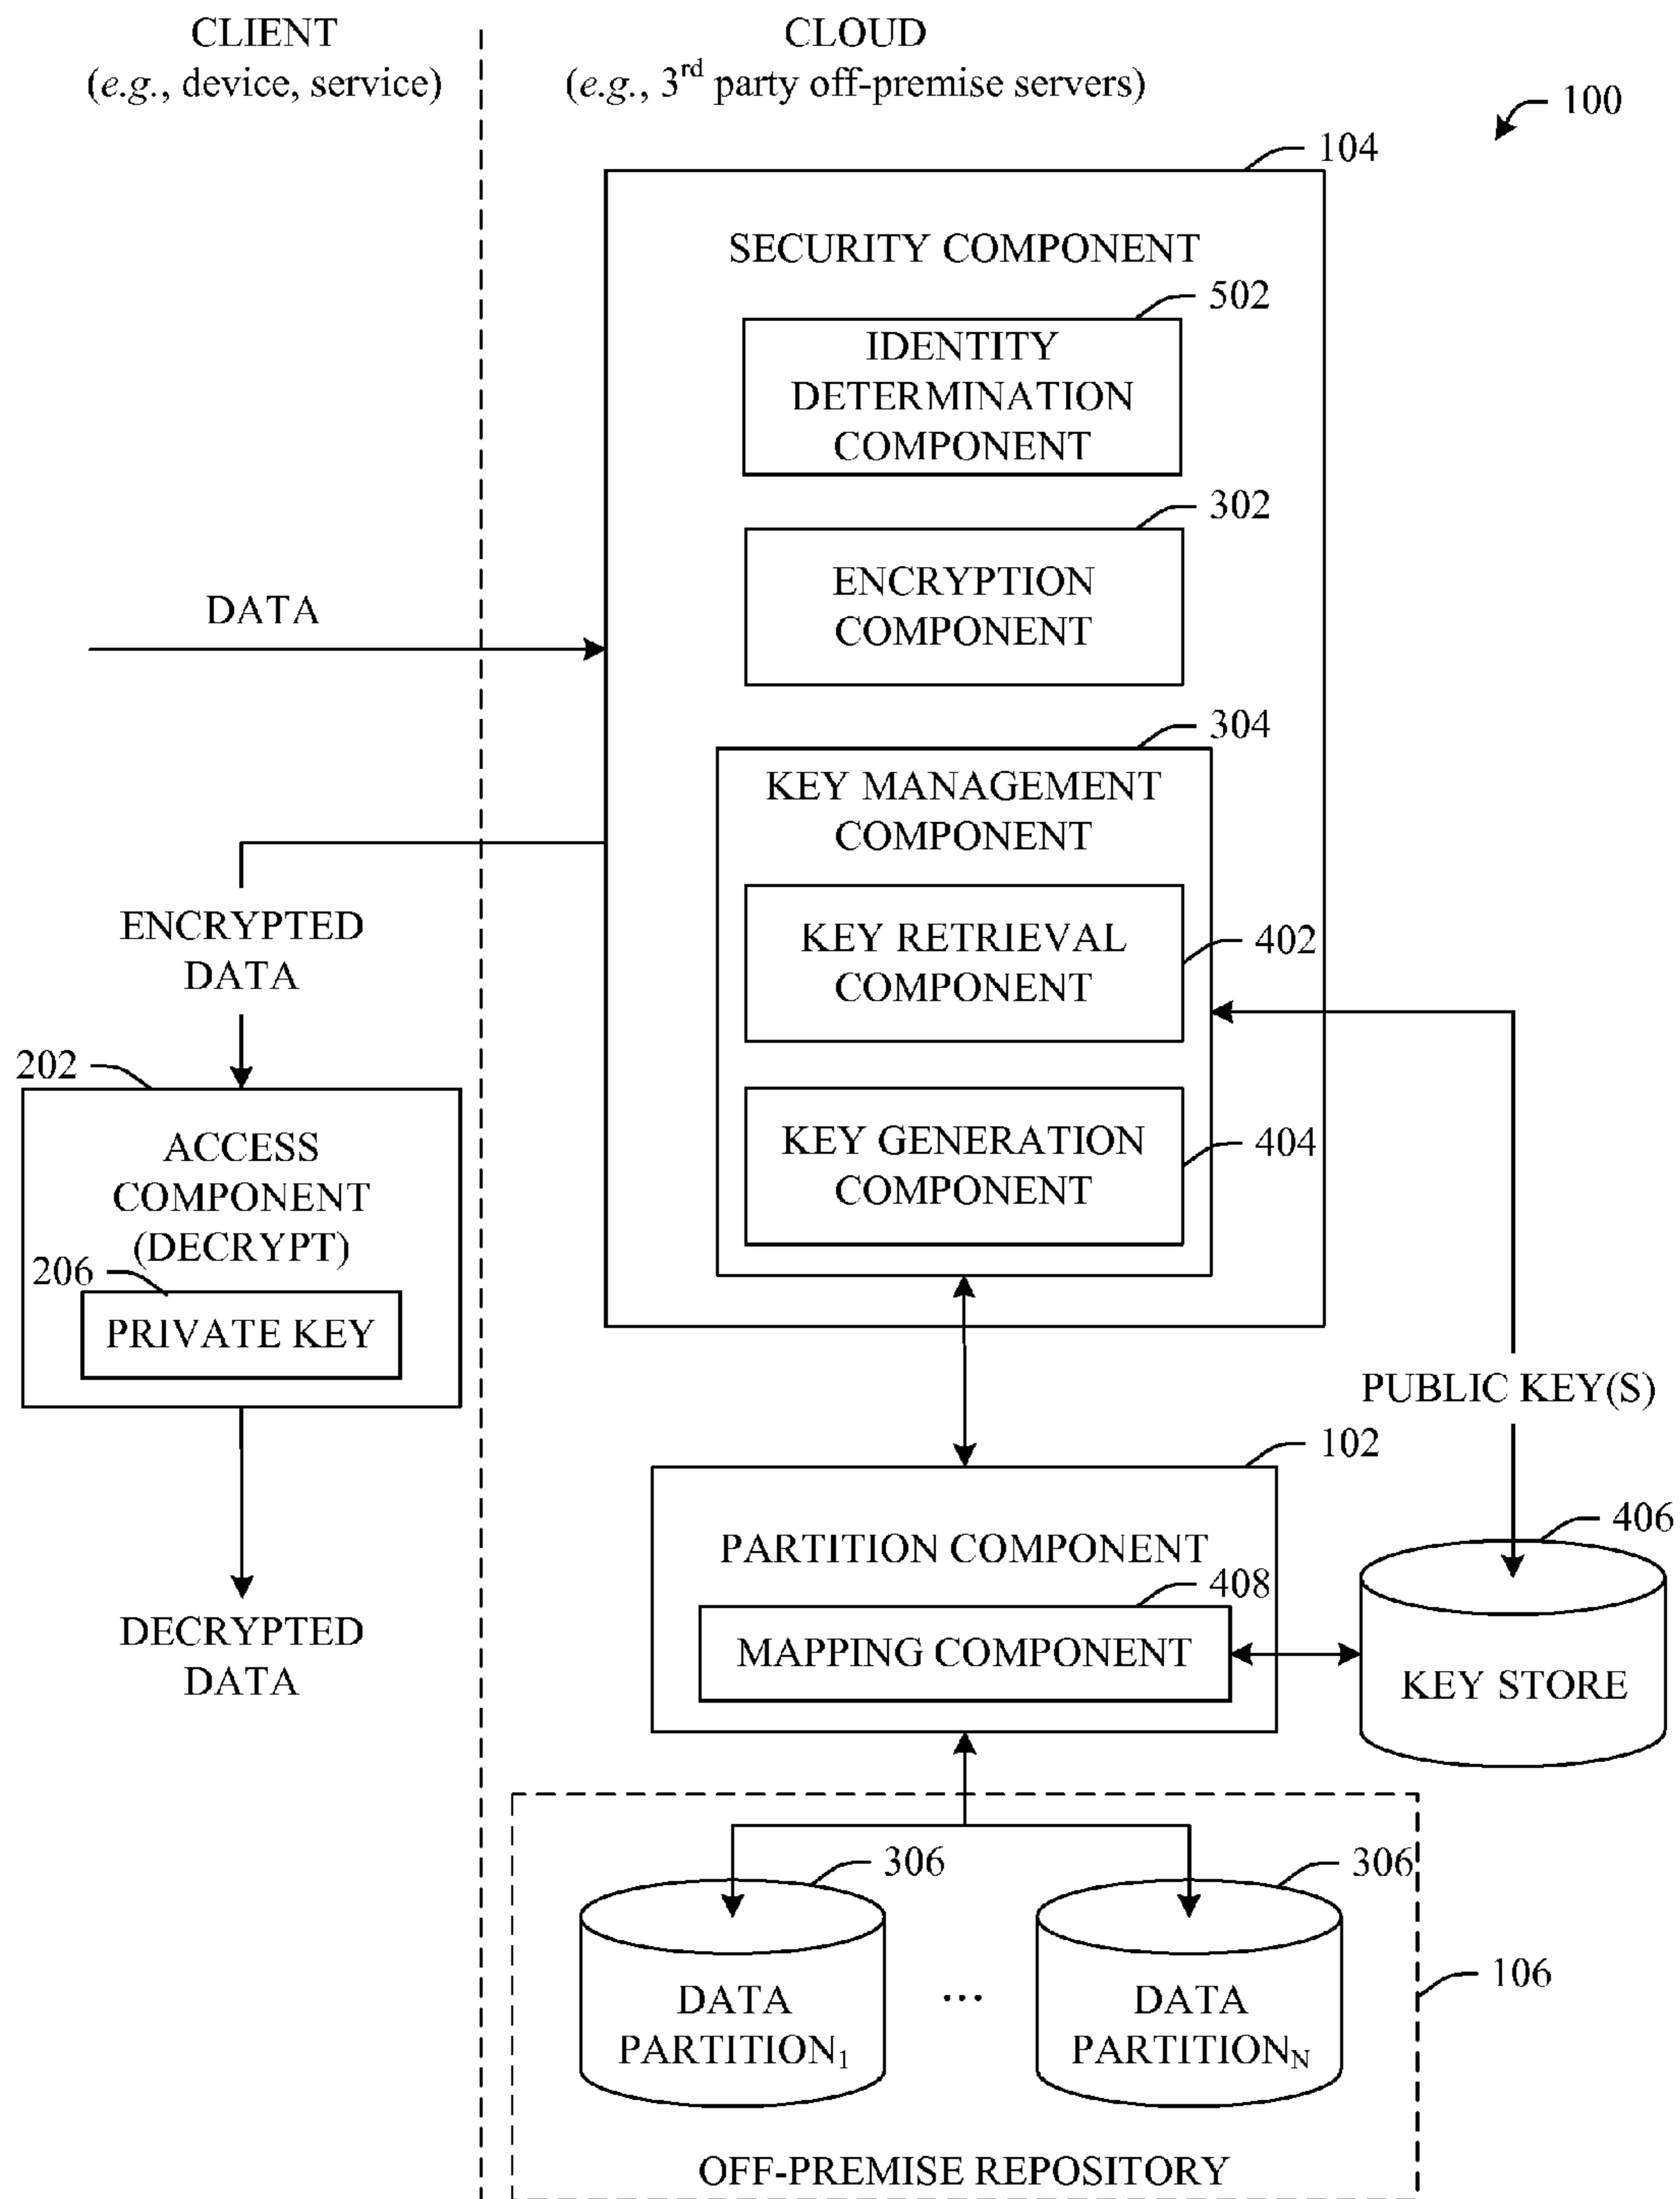 CLIENT
(e.g., device, service)
CLOUD
(e.g., 3rd party off-premise servers)
100
104
SECURITY COMPONENT
502
IDENTITY
DETERMINATION
COMPONENT
302
ENCRYPTION
COMPONENT
DATA
304
KEY MANAGEMENT
COMPONENT
KEY RETRIEVAL
COMPONENT
402
ENCRYPTED
DATA
KEY GENERATION
COMPONENT
404
202
ACCESS
COMPONENT
(DECRYPT)
206
PRIVATE KEY
PUBLIC KEY(S)
102
PARTITION COMPONENT
408
MAPPING COMPONENT
406
KEY STORE
DECRYPTED
DATA
306
DATA
PARTITION1
...
306
DATA
PARTITIONN
106
OFF-PREMISE REPOSITORY